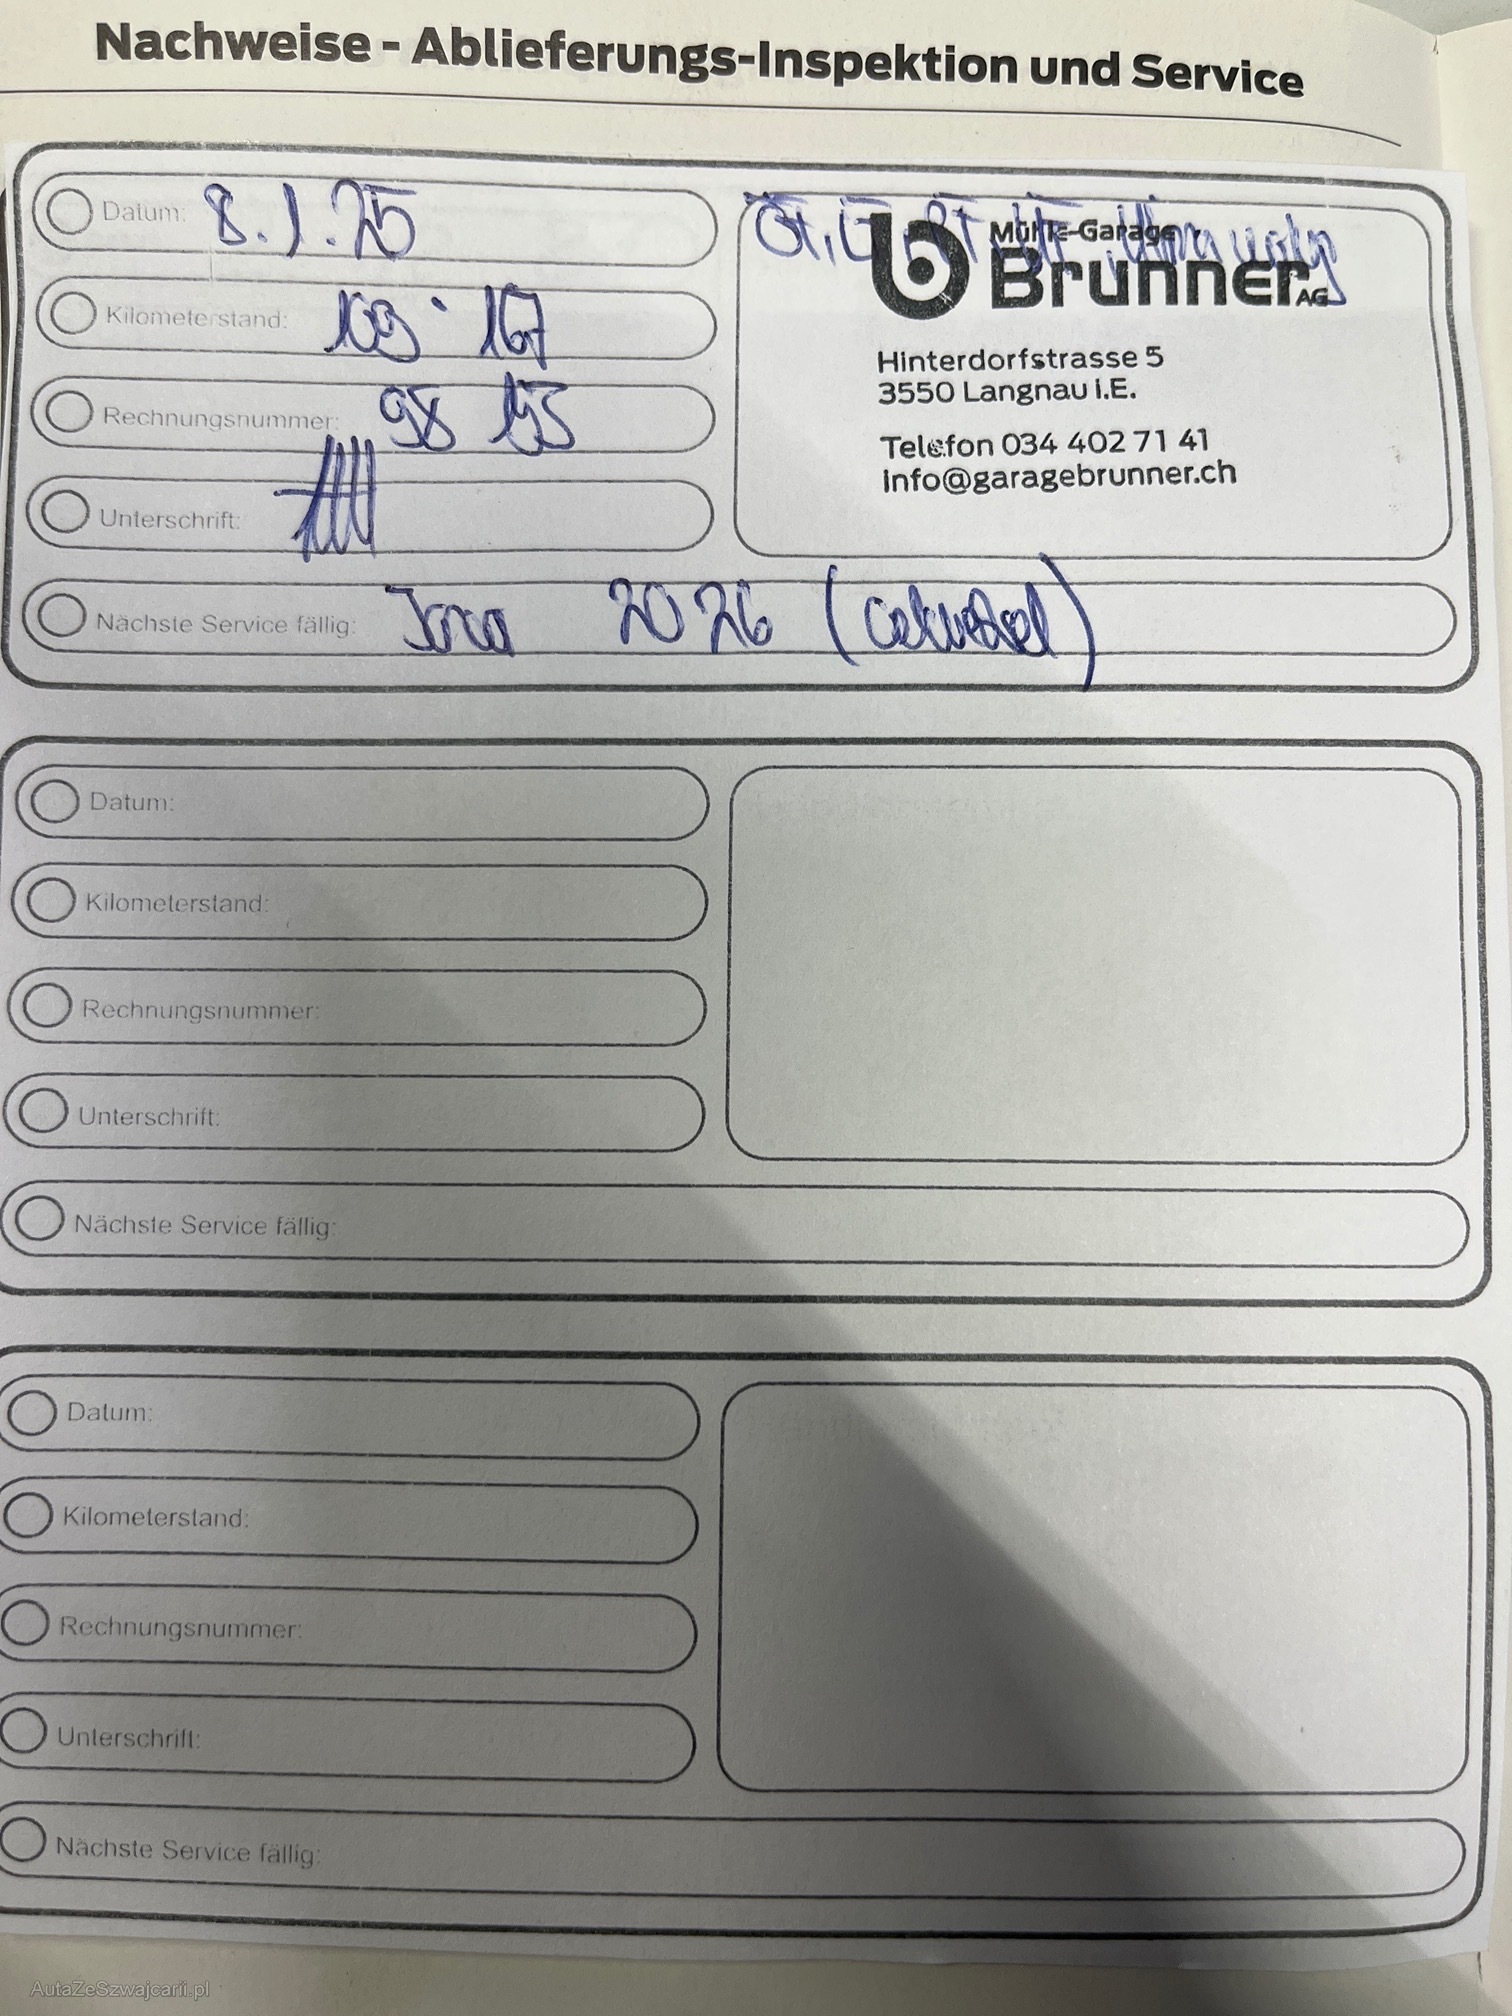 Nachweise - Ablieferungs-Inspektion und Service
Datum: 8.1.25
Kilometerstand: 109'167
Rechnungsnummer: 98
Unterschrift:
Nächste Service fällig: 2026
Mühle-Garage
Brunner AG
Hinterdorfstrasse 5
3550 Langnau i.E.
Telefon 034 402 71 41
info@garagebrunner.ch
Datum:
Kilometerstand:
Rechnungsnummer:
Unterschrift:
Nächste Service fällig:
Datum:
Kilometerstand:
Rechnungsnummer:
Unterschrift:
Nächste Service fällig:
AutaZeSzwajcarii.pl